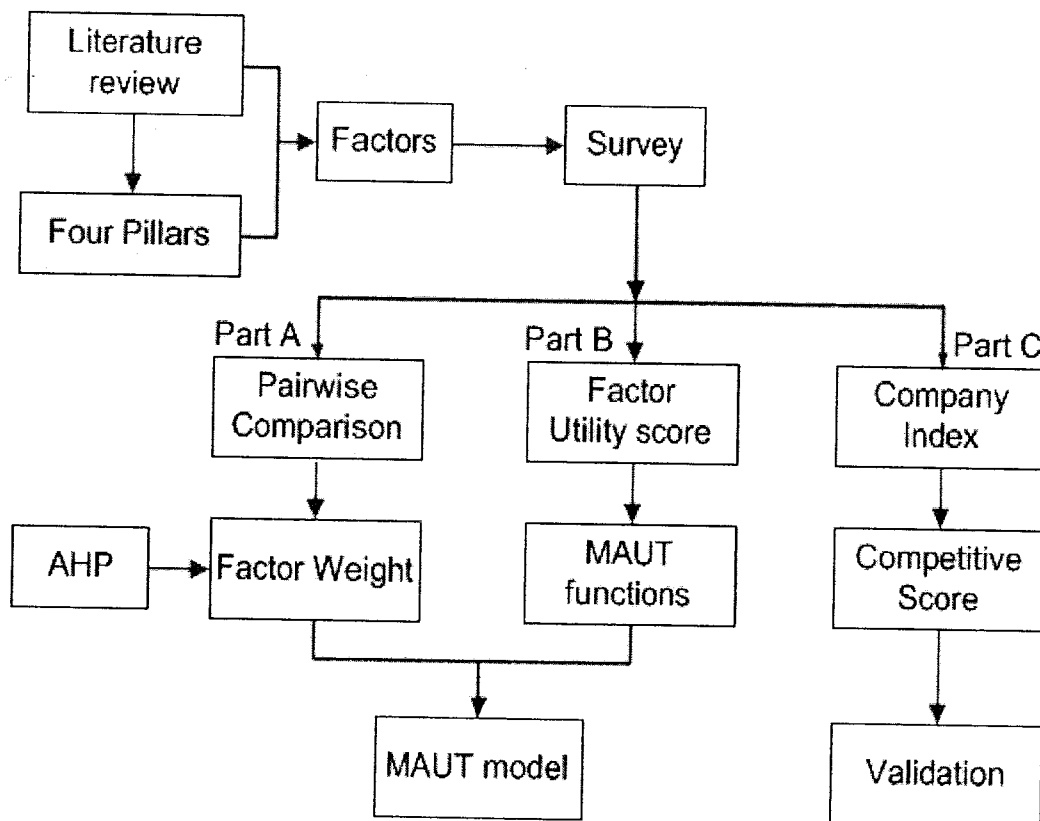 Literature
review
Factors
Survey
Four Pillars
Part A
Part B
Part C
Pairwise
Comparison
Factor
Utility score
Company
Index
AHP
Factor Weight
MAUT
functions
Competitive
Score
MAUT model
Validation